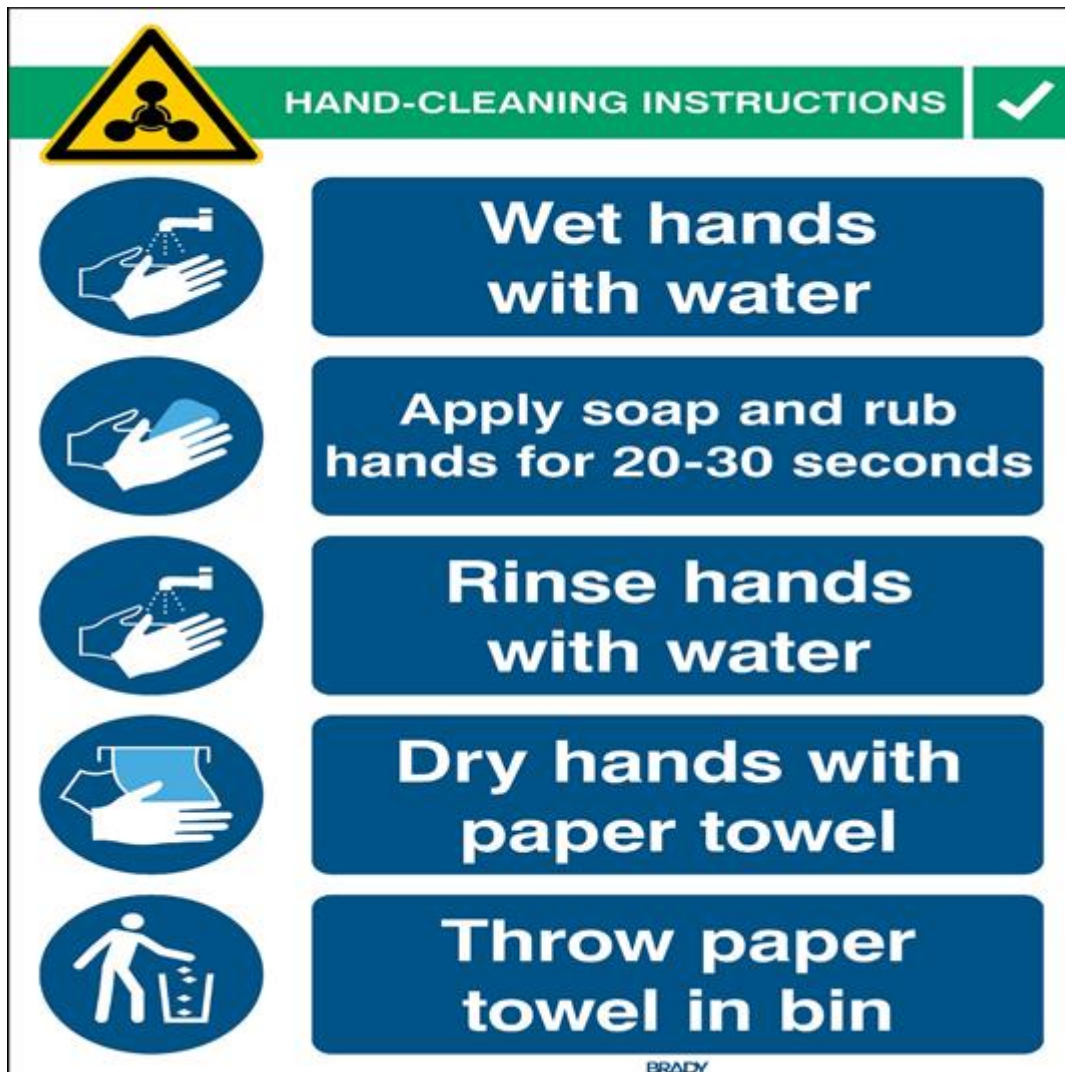 HAND-CLEANING INSTRUCTIONS
Wet hands
with water
Apply soap and rub
hands for 20-30 seconds
Rinse hands
with water
Dry hands with
paper towel
Throw paper
towel in bin
BRADY